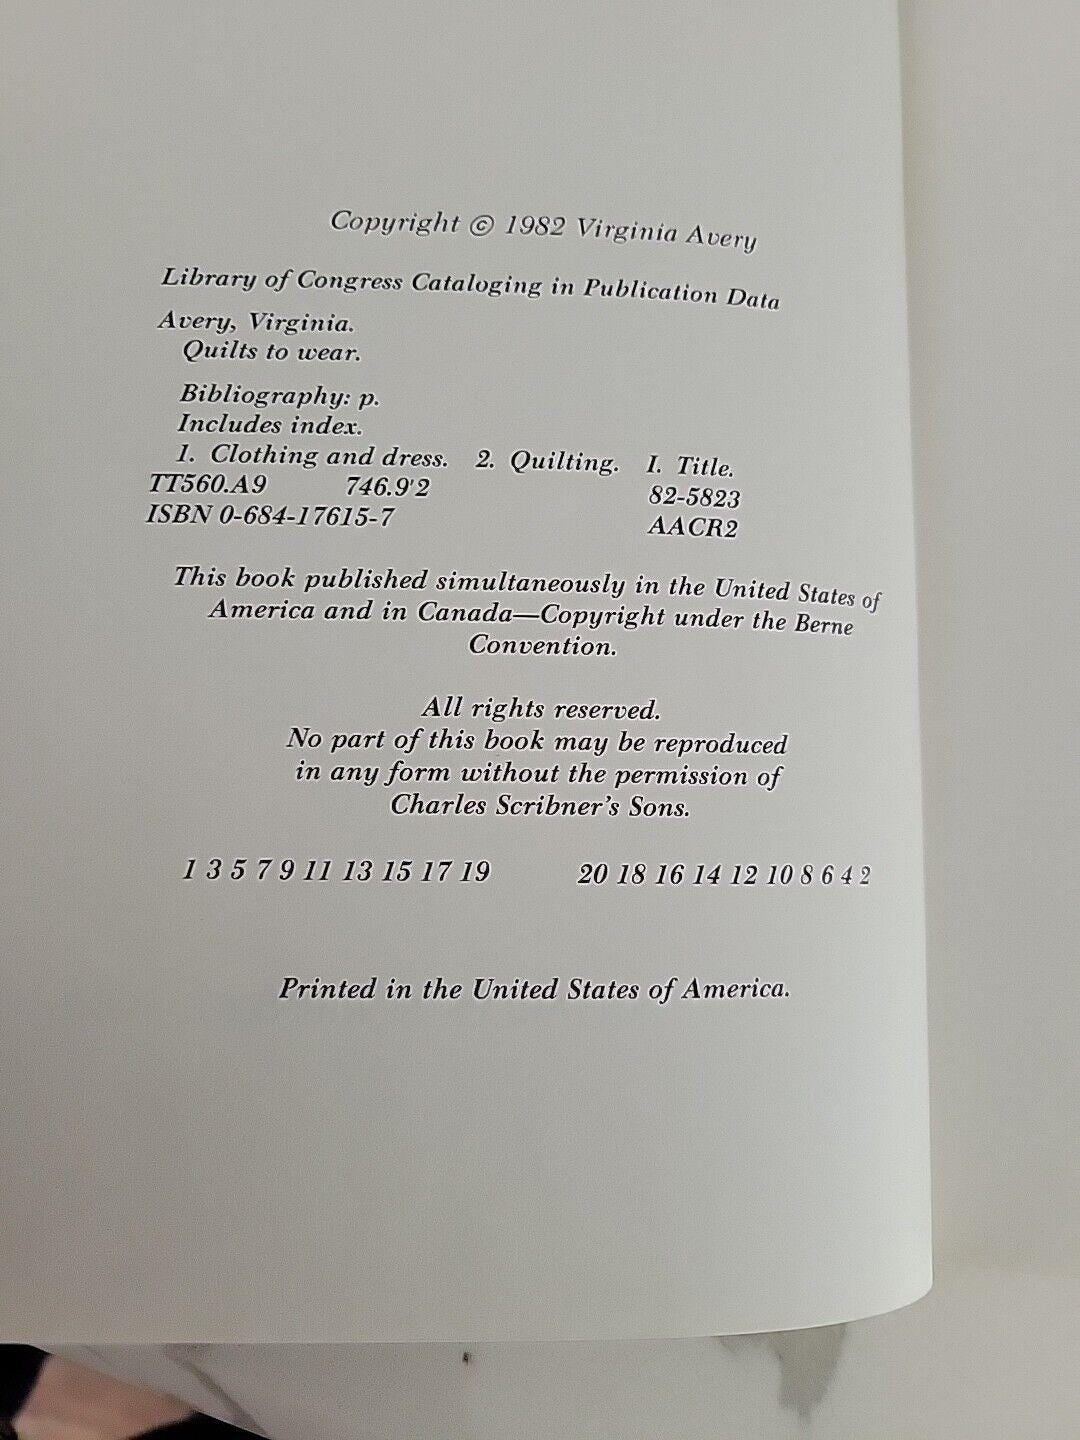 Copyright © 1982 Virginia Avery
Library of Congress Cataloging in Publication Data
Avery, Virginia.
Quilts to wear.
Bibliography: p.
Includes index.
1. Clothing and dress. 2. Quilting. I. Title.
TT560.A9 746.9'2 82-5823
ISBN 0-684-17615-7 AACR2
This book published simultaneously in the United States of
America and in Canada—Copyright under the Berne
Convention.
All rights reserved.
No part of this book may be reproduced
in any form without the permission of
Charles Scribner's Sons.
1 3 5 7 9 11 13 15 17 19 20 18 16 14 12 10 8 6 4 2
Printed in the United States of America.